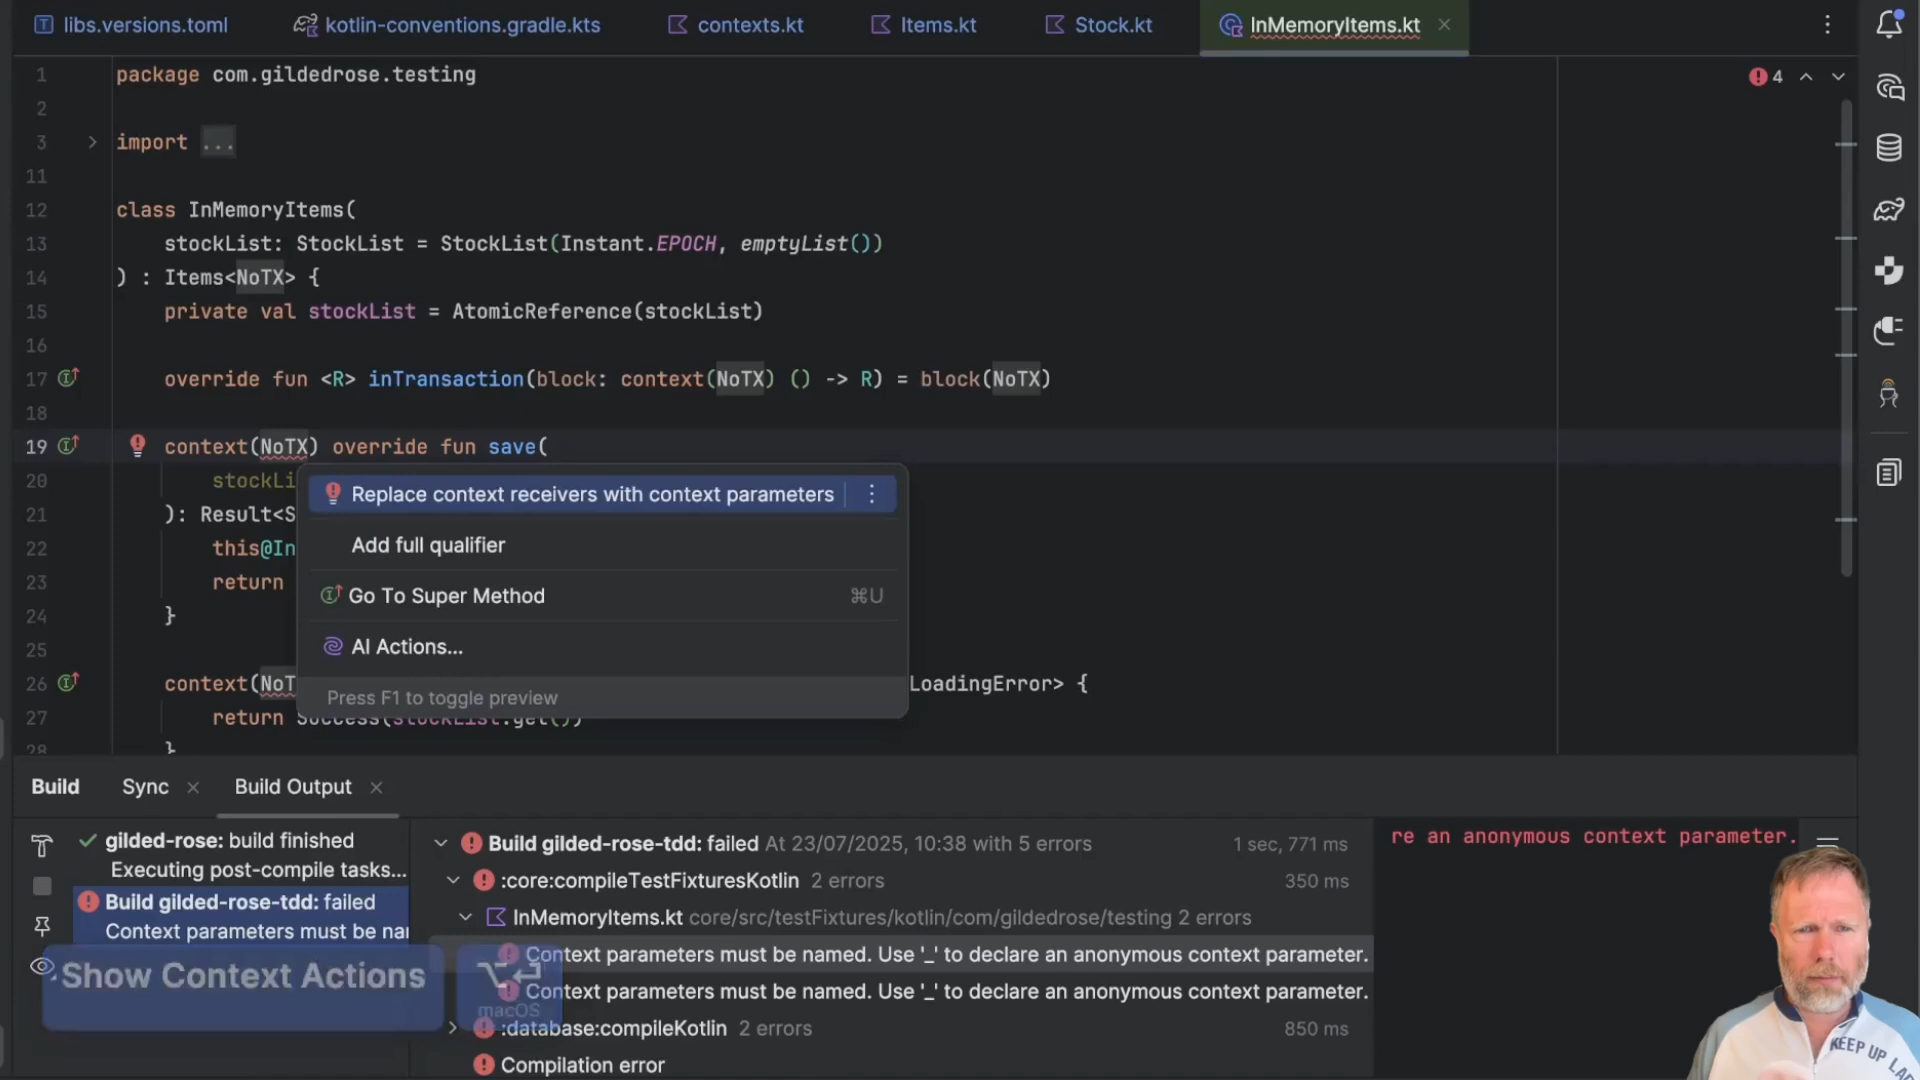 libs.versions.toml
kotlin-conventions.gradle.kts
contexts.kt
Items.kt
Stock.kt
InMemoryItems.kt
4
1 package com.gildedrose.testing
2
3 import ...
11
12 class InMemoryItems(
13 stockList: StockList = StockList(Instant.EPOCH, emptyList())
14 ) : Items<NoTX> {
15 private val stockList = AtomicReference(stockList)
16
17 override fun <R> inTransaction(block: context(NoTX) () -> R) = block(NoTX)
18
19 context(NoTX) override fun save(
20 stockLi
21 ): Result<S
22 this@In
23 return
24 }
25
26 context(NoT LoadingError> {
27 return Success(stockList.get())
28 }
Replace context receivers with context parameters
Add full qualifier
Go To Super Method ⌘U
AI Actions...
Press F1 to toggle preview
Build
Sync
Build Output
gilded-rose: build finished
Executing post-compile tasks...
Build gilded-rose-tdd: failed
Context parameters must be nar
Build gilded-rose-tdd: failed At 23/07/2025, 10:38 with 5 errors 1 sec, 771 ms
:core:compileTestFixturesKotlin 2 errors 350 ms
InMemoryItems.kt core/src/testFixtures/kotlin/com/gildedrose/testing 2 errors
Context parameters must be named. Use '_' to declare an anonymous context parameter.
Context parameters must be named. Use '_' to declare an anonymous context parameter.
:database:compileKotlin 2 errors 850 ms
Compilation error
re an anonymous context parameter.
Show Context Actions
⌥⏎
macOS
KEEP UP